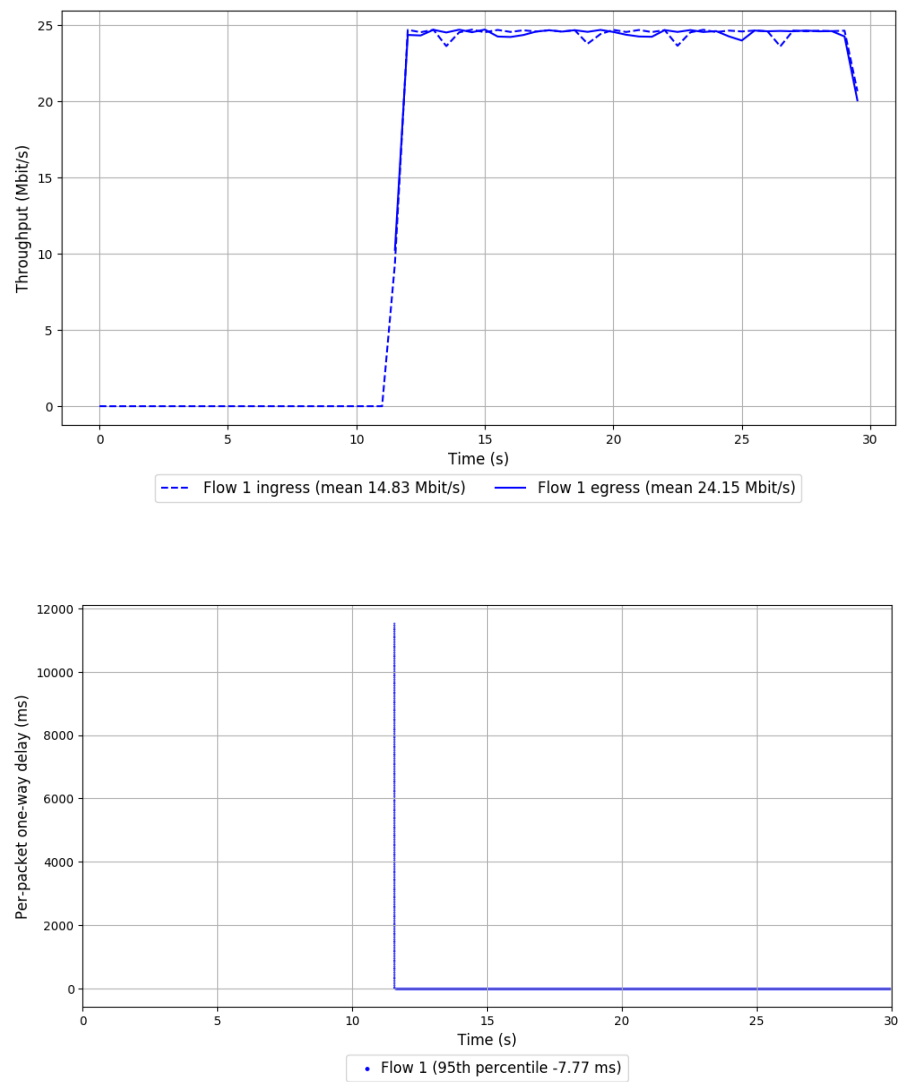 25
20
15
10
5
0
Throughput (Mbit/s)
0 5 10 15 20 25 30
Time (s)
Flow 1 ingress (mean 14.83 Mbit/s) Flow 1 egress (mean 24.15 Mbit/s)
12000
10000
8000
6000
4000
2000
0
Per-packet one-way delay (ms)
0 5 10 15 20 25 30
Time (s)
Flow 1 (95th percentile -7.77 ms)